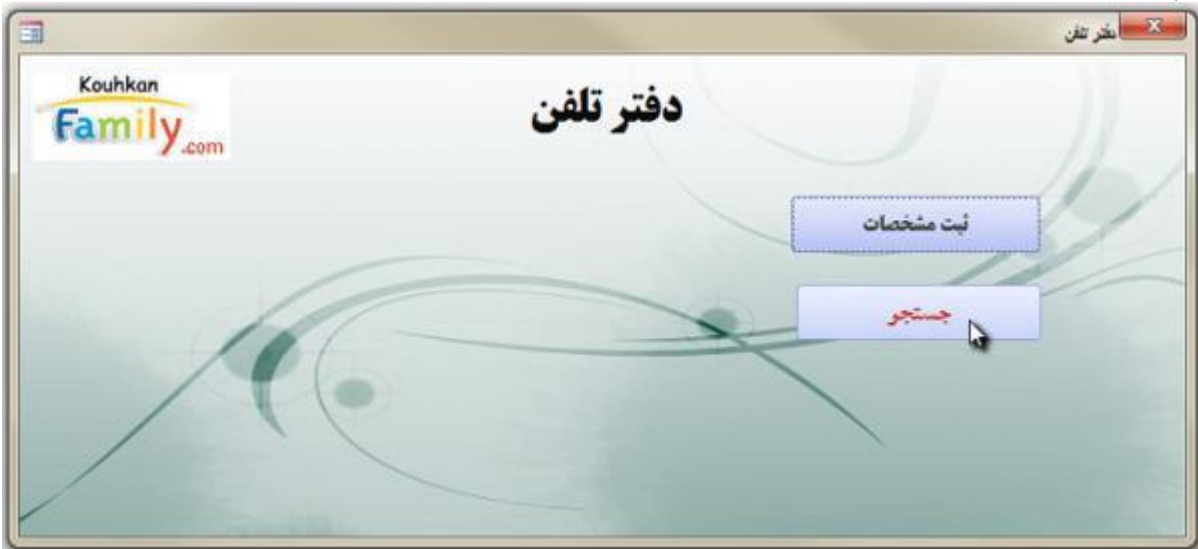 دفتر تلفن
Kouhkan
Family.com
دفتر تلفن
ثبت مشخصات
جستجو